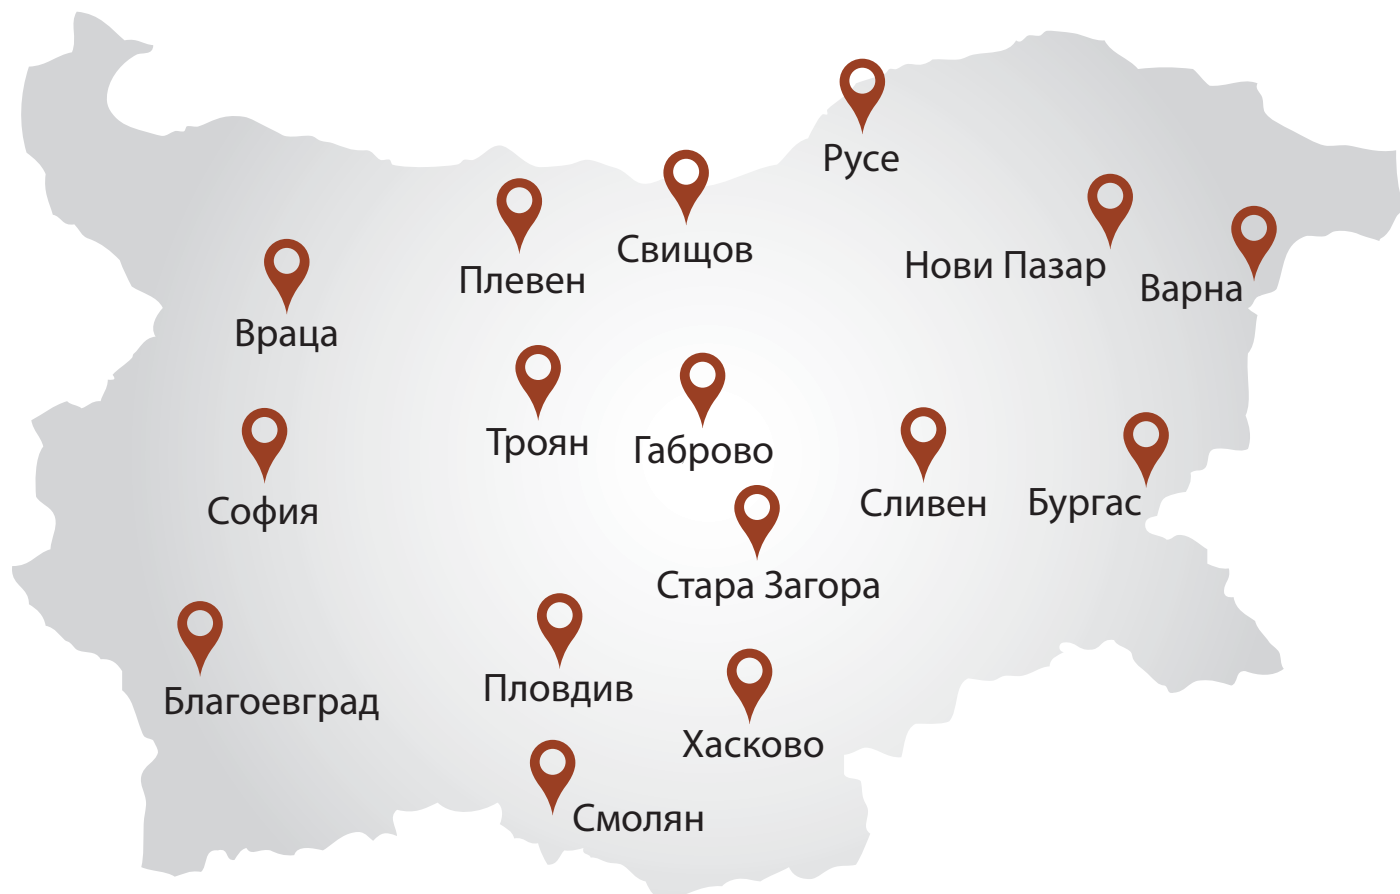 Русе
Свищов
Нови Пазар
Плевен
Варна
Враца
Троян
Габрово
Сливен
Бургас
София
Стара Загора
Пловдив
Благоевград
Хасково
Смолян